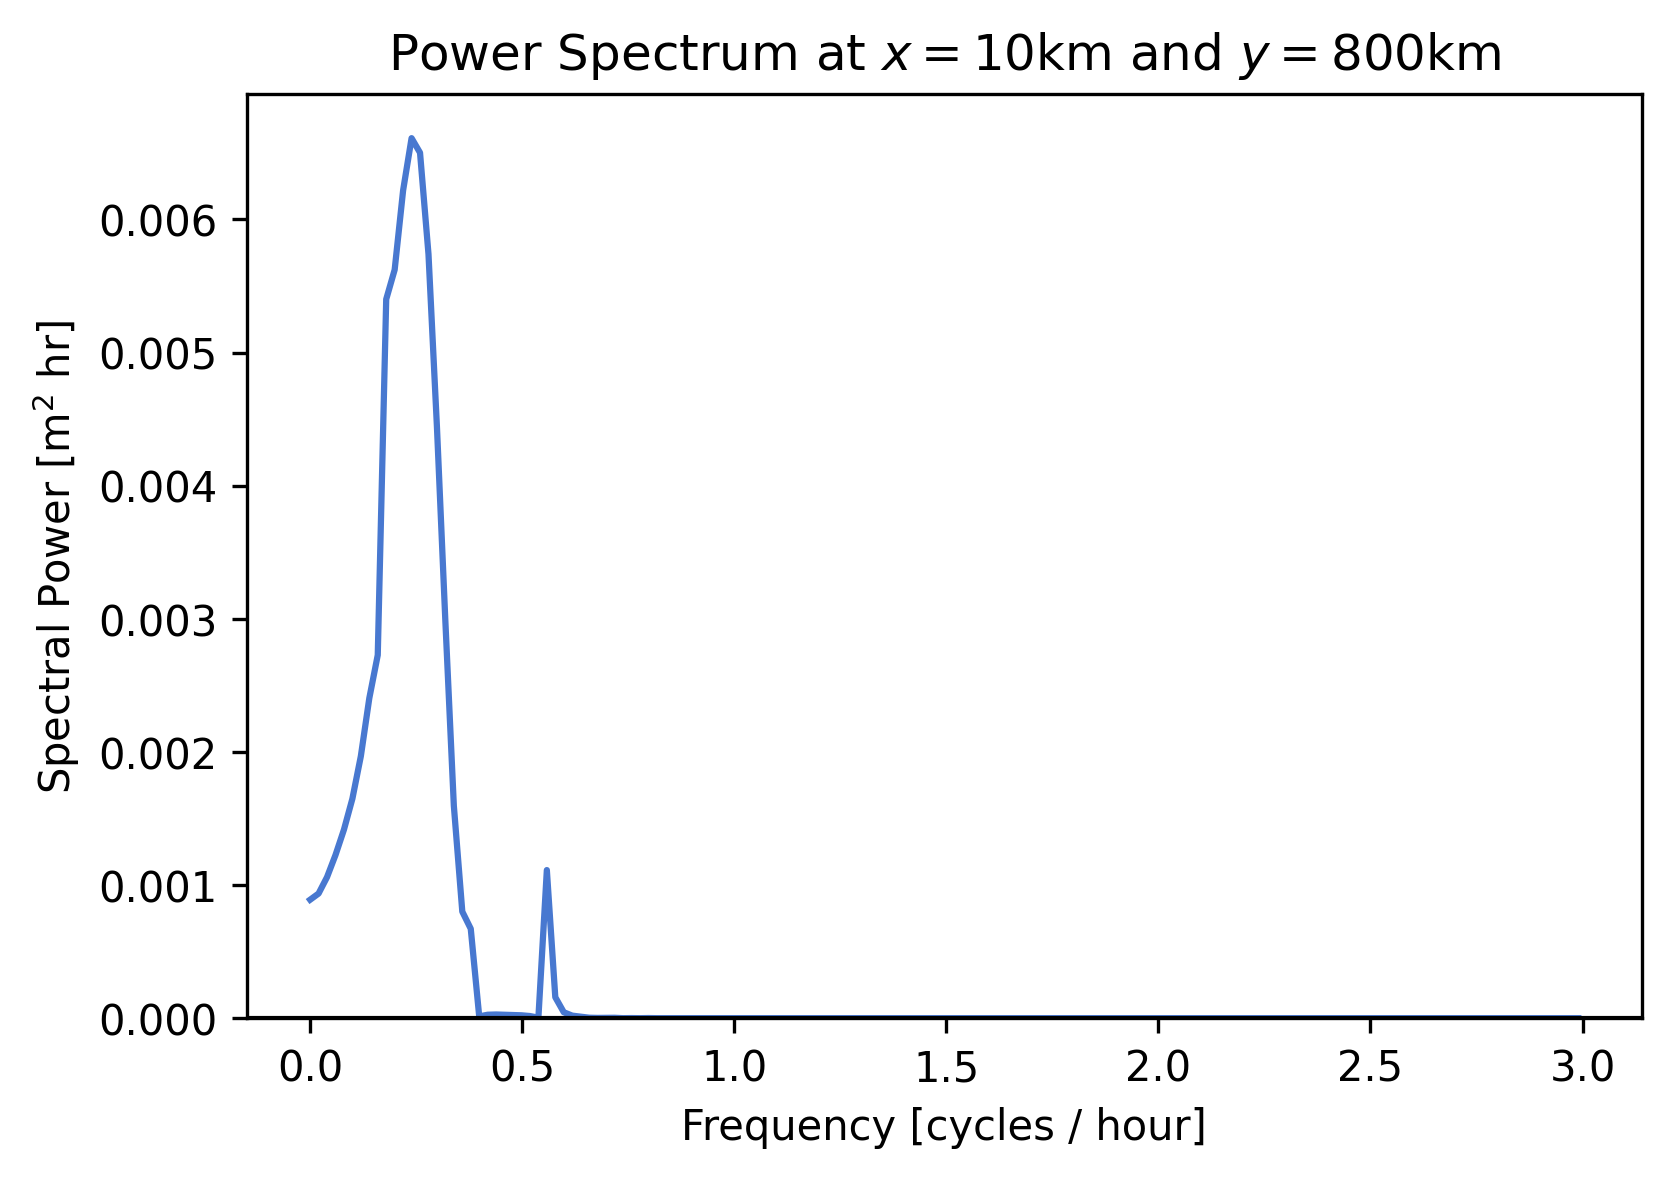 Power Spectrum at x = 10km and y = 800km
0.006
0.005
0.004
0.003
0.002
0.001
0.000
Spectral Power [m² hr]
0.0 0.5 1.0 1.5 2.0 2.5 3.0
Frequency [cycles / hour]